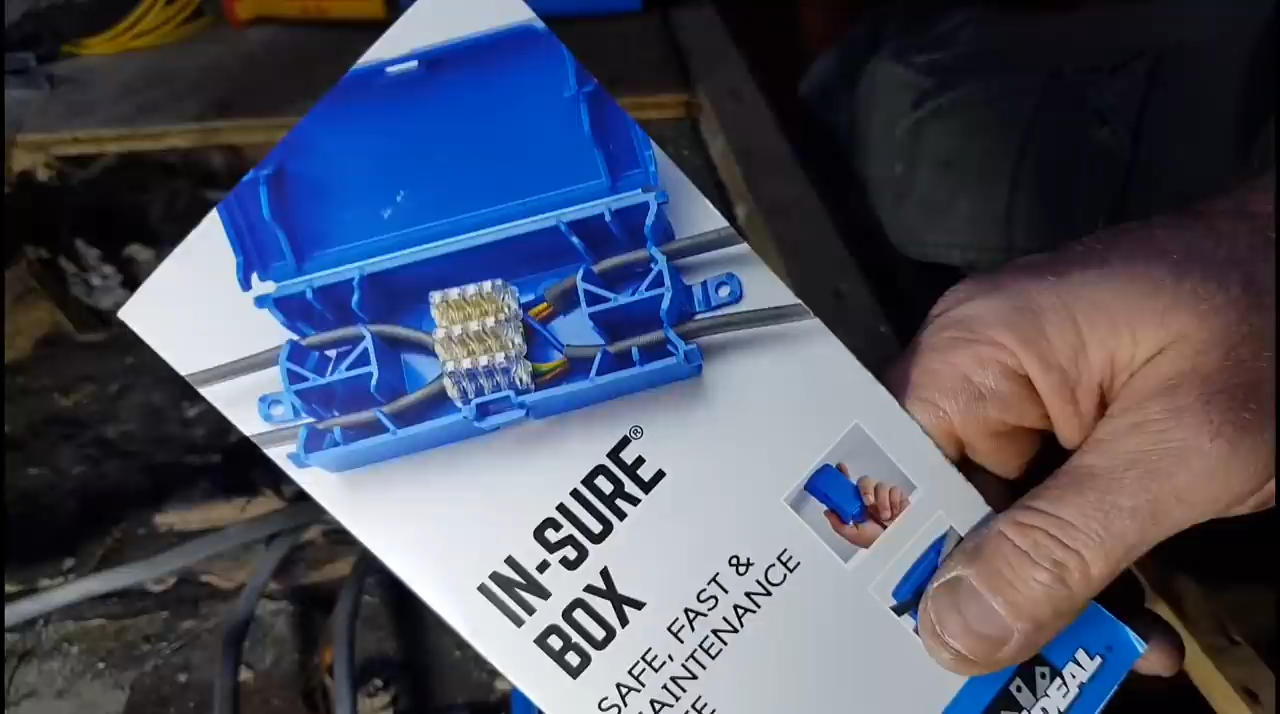 IN-SURE®
BOX
SAFE, FAST &
MAINTENANCE
IDEAL